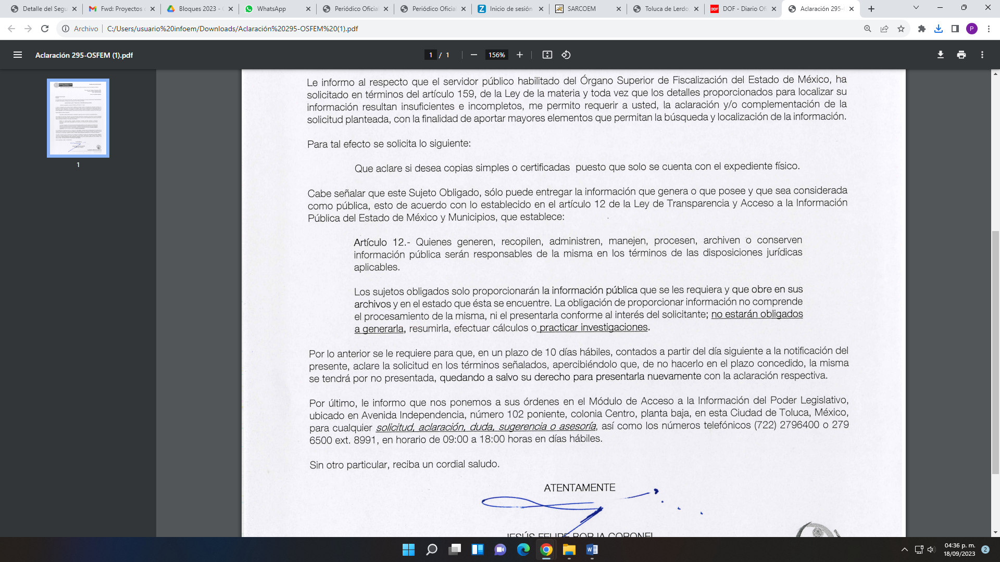 Detalle del Segu
Fwd: Proyectos
Bloques 2023 -
WhatsApp
Periódico Oficial
Periódico Oficial
Inicio de sesión
SARCOEM
Toluca de Lerdo
DOF - Diario Of
Aclaración 295-
Archivo
C:/Users/usuario%20infoem/Downloads/Aclaración%20295-OSFEM%20(1).pdf
P
Aclaración 295-OSFEM (1).pdf
1 / 1
156%
1
Le informo al respecto que el servidor público habilitado del Órgano Superior de Fiscalización del Estado de México, ha
solicitado en términos del artículo 159, de la Ley de la materia y toda vez que los detalles proporcionados para localizar su
información resultan insuficientes e incompletos, me permito requerir a usted, la aclaración y/o complementación de la
solicitud planteada, con la finalidad de aportar mayores elementos que permitan la búsqueda y localización de la información.
Para tal efecto se solicita lo siguiente:
Que aclare si desea copias simples o certificadas puesto que solo se cuenta con el expediente físico.
Cabe señalar que este Sujeto Obligado, sólo puede entregar la información que genera o que posee y que sea considerada
como pública, esto de acuerdo con lo establecido en el artículo 12 de la Ley de Transparencia y Acceso a la Información
Pública del Estado de México y Municipios, que establece:
Artículo 12.- Quienes generen, recopilen, administren, manejen, procesen, archiven o conserven
información pública serán responsables de la misma en los términos de las disposiciones jurídicas
aplicables.
Los sujetos obligados solo proporcionarán la información pública que se les requiera y que obre en sus
archivos y en el estado que ésta se encuentre. La obligación de proporcionar información no comprende
el procesamiento de la misma, ni el presentarla conforme al interés del solicitante; no estarán obligados
a generarla, resumirla, efectuar cálculos o practicar investigaciones.
Por lo anterior se le requiere para que, en un plazo de 10 días hábiles, contados a partir del día siguiente a la notificación del
presente, aclare la solicitud en los términos señalados, apercibiéndolo que, de no hacerlo en el plazo concedido, la misma
se tendrá por no presentada, quedando a salvo su derecho para presentarla nuevamente con la aclaración respectiva.
Por último, le informo que nos ponemos a sus órdenes en el Módulo de Acceso a la Información del Poder Legislativo,
ubicado en Avenida Independencia, número 102 poniente, colonia Centro, planta baja, en esta Ciudad de Toluca, México,
para cualquier solicitud, aclaración, duda, sugerencia o asesoría, así como los números telefónicos (722) 2796400 o 279
6500 ext. 8991, en horario de 09:00 a 18:00 horas en días hábiles.
Sin otro particular, reciba un cordial saludo.
ATENTAMENTE
JESÚS FELIPE BORJA CORONEL
04:36 p. m.
18/09/2023
2